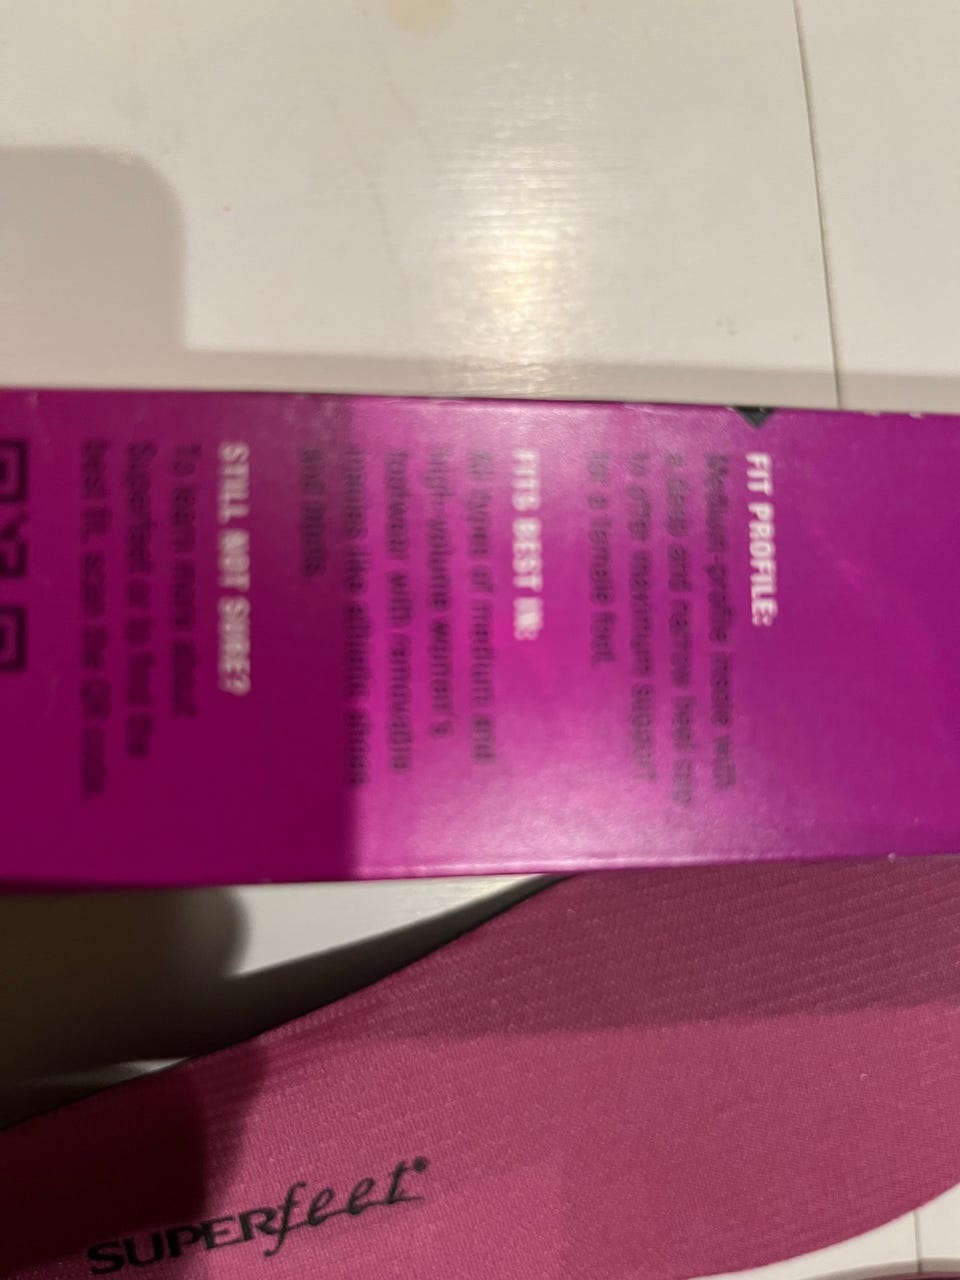 FIT PROFILE:
Medium-profile insole with
a deep and narrow heel cup
to offer maximum support
for a female foot.
FITS BEST IN:
All types of medium and
high-volume women's
footwear with removable
insoles like athletic shoes
and boots.
STILL NOT SURE?
To learn more about
Superfeet or to find the
best fit, scan the QR code.
SUPERfeet®